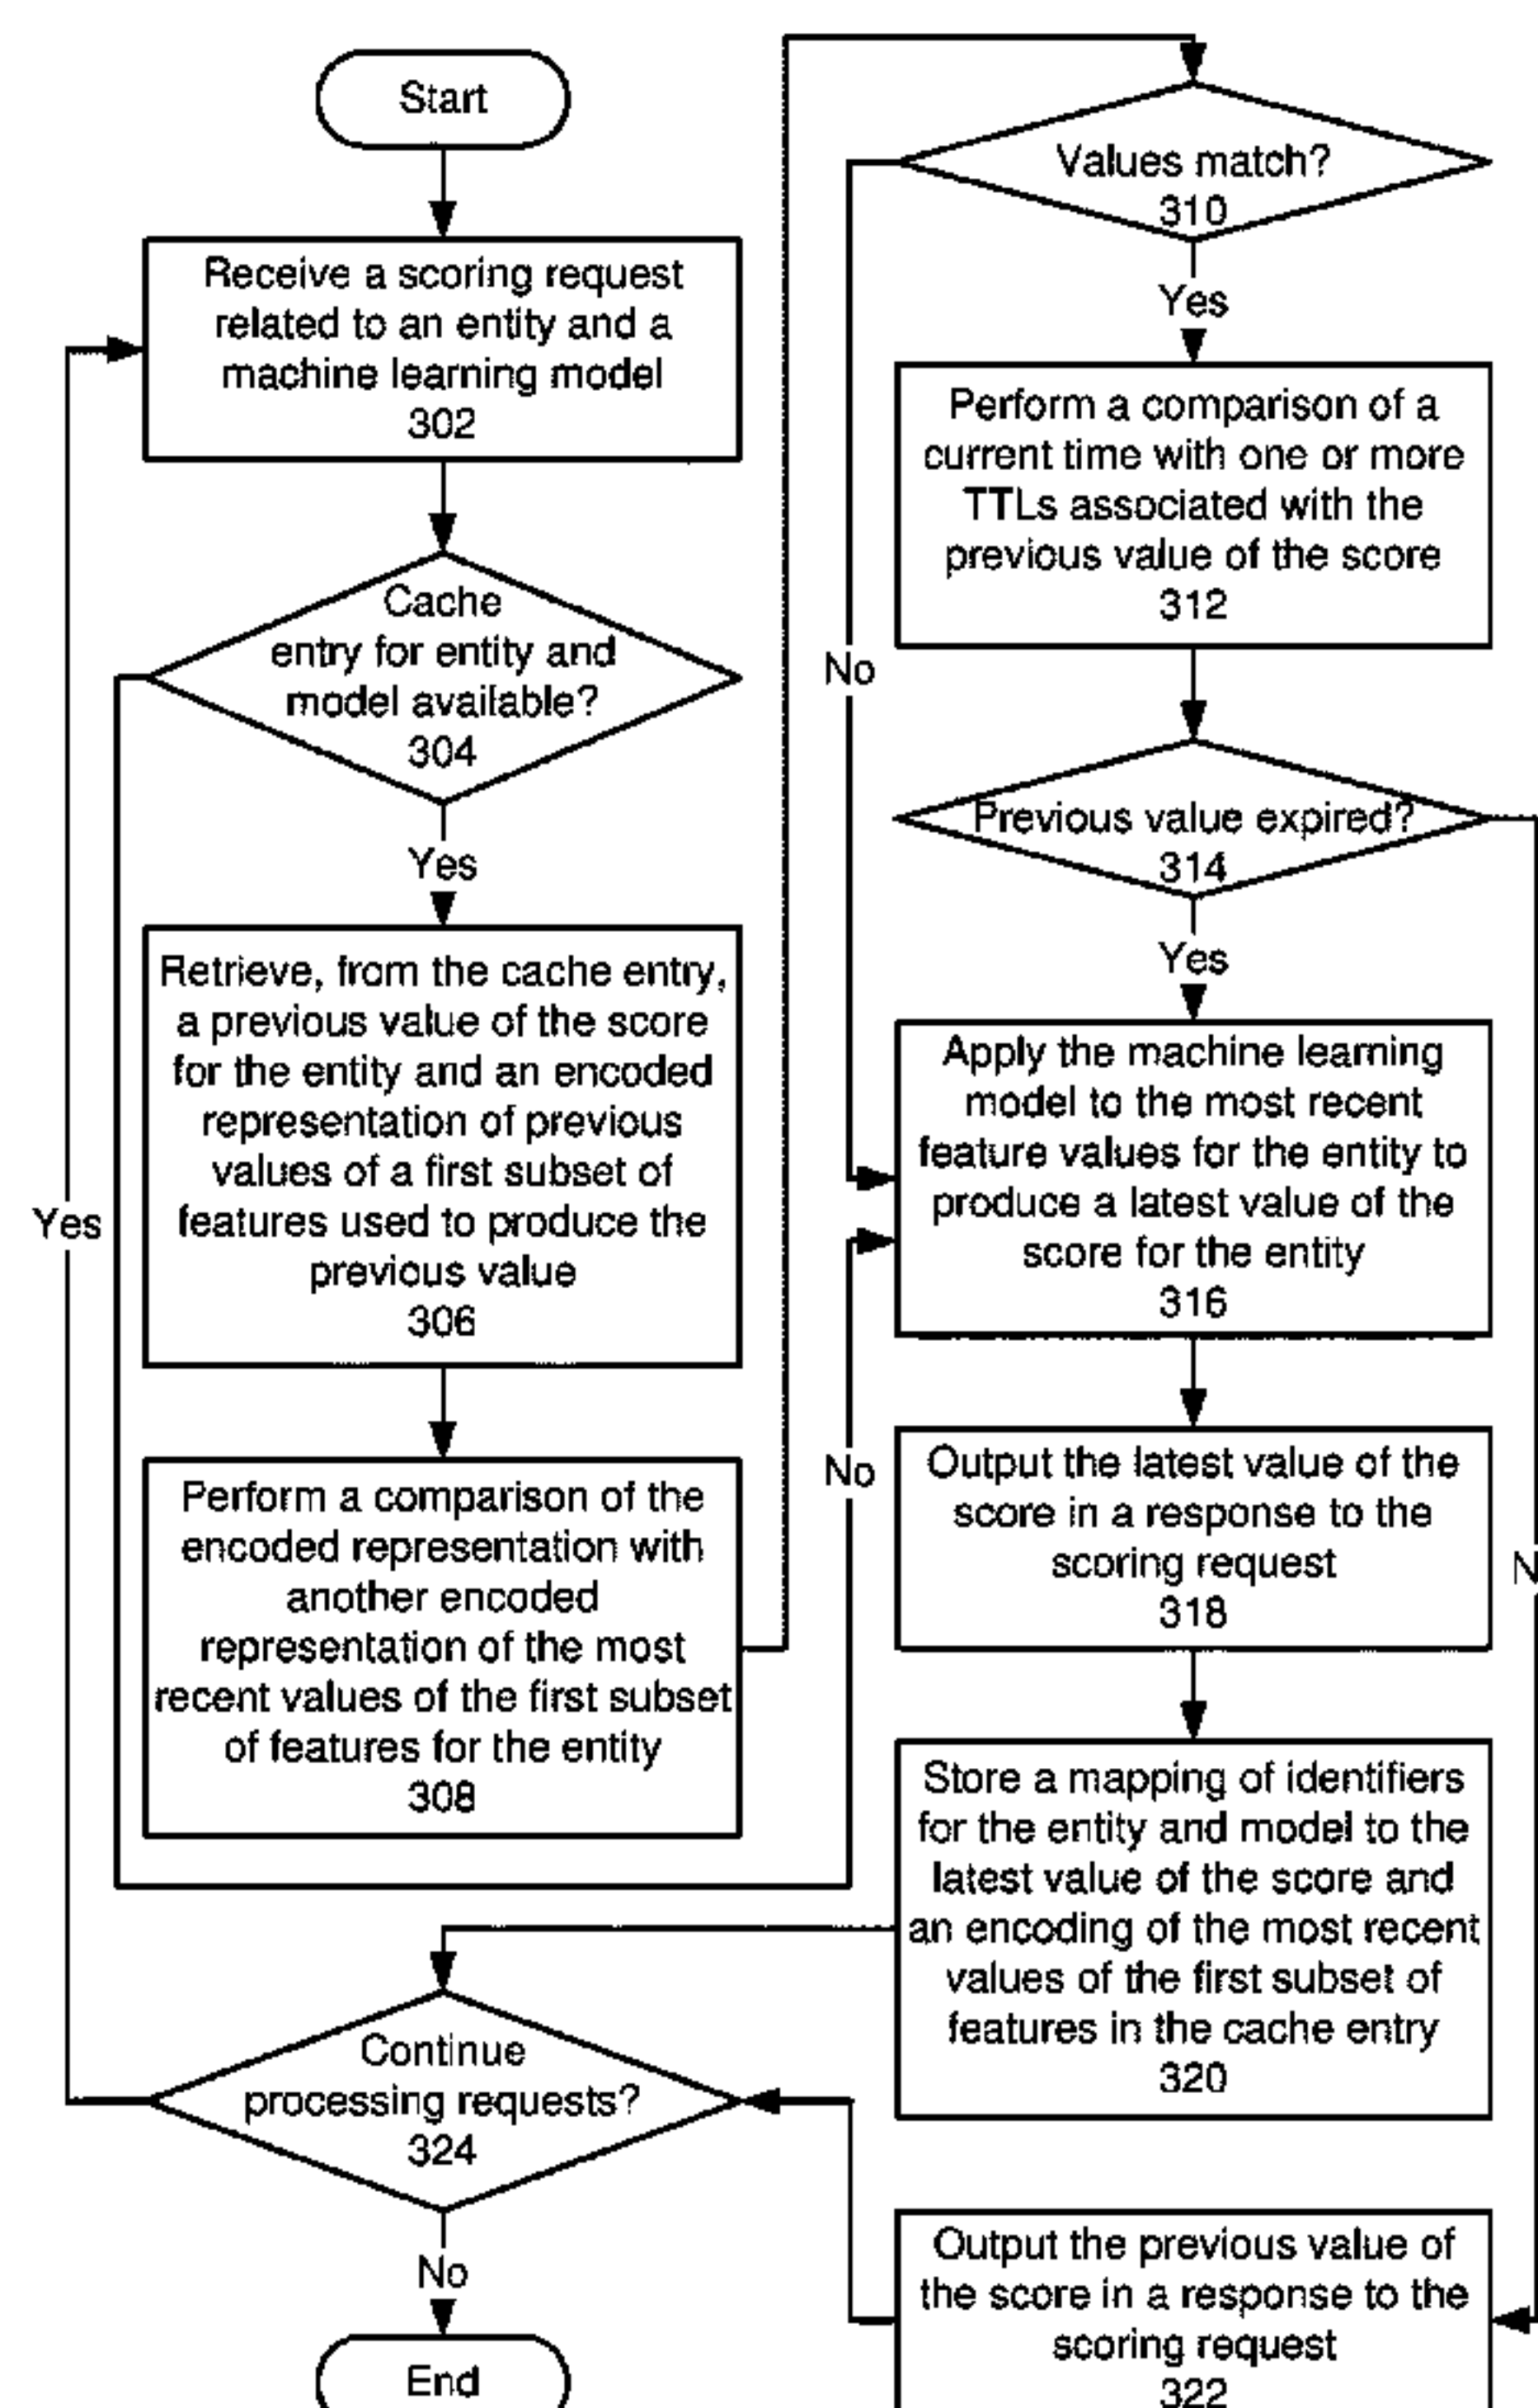 Start
Receive a scoring request
related to an entity and a
machine learning model
302
Cache
entry for entity and
model available?
304
Yes
Retrieve, from the cache entry,
a previous value of the score
for the entity and an encoded
representation of previous
values of a first subset of
features used to produce the
previous value
306
Yes
Perform a comparison of the
encoded representation with
another encoded
representation of the most
recent values of the first subset
of features for the entity
308
Continue
processing requests?
324
No
End
Values match?
310
Yes
Perform a comparison of a
current time with one or more
TTLs associated with the
previous value of the score
312
No
Previous value expired?
314
Yes
Apply the machine learning
model to the most recent
feature values for the entity to
produce a latest value of the
score for the entity
316
No
Output the latest value of the
score in a response to the
scoring request
318
Store a mapping of identifiers
for the entity and model to the
latest value of the score and
an encoding of the most recent
values of the first subset of
features in the cache entry
320
Output the previous value of
the score in a response to the
scoring request
322